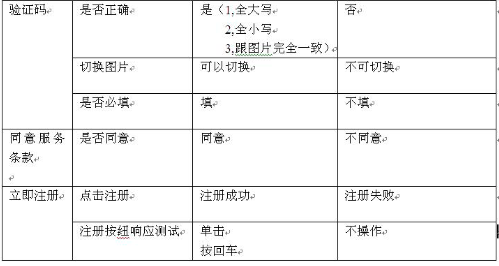 验证码 是否正确 是（1,全大写 否
2,全小写
3,跟图片完全一致）
切换图片 可以切换 不可切换
是否必填 填 不填
同意服务 是否同意 同意 不同意
条款
立即注册 点击注册 注册成功 注册失败
注册按纽响应测试 单击 不操作
按回车